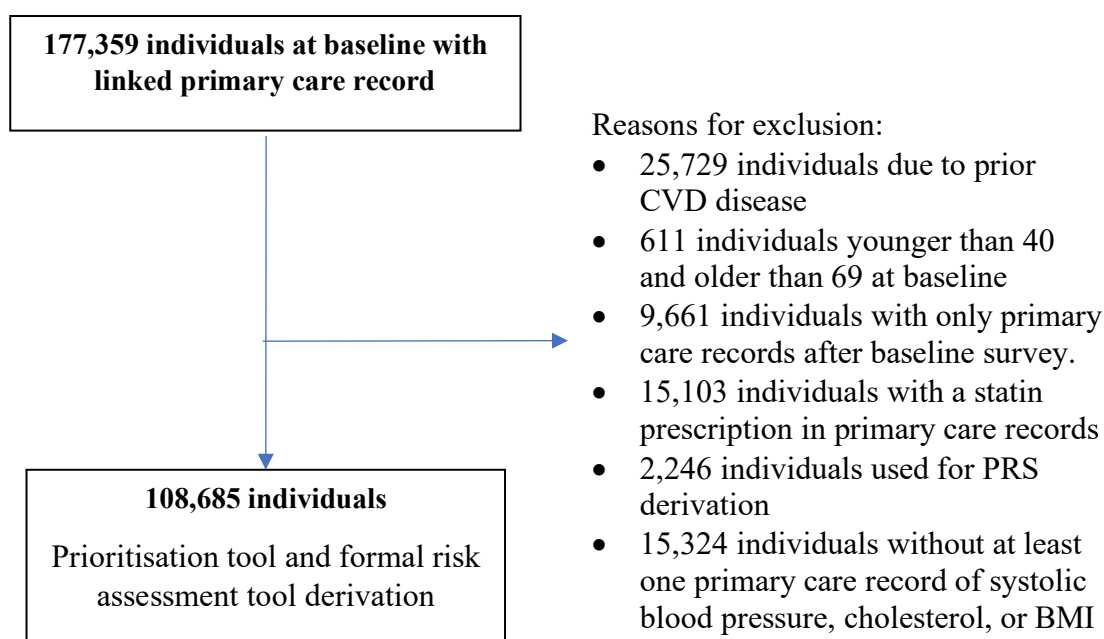 177,359 individuals at baseline with
linked primary care record
Reasons for exclusion:
• 25,729 individuals due to prior
CVD disease
• 611 individuals younger than 40
and older than 69 at baseline
• 9,661 individuals with only primary
care records after baseline survey.
• 15,103 individuals with a statin
prescription in primary care records
• 2,246 individuals used for PRS
derivation
• 15,324 individuals without at least
one primary care record of systolic
blood pressure, cholesterol, or BMI
108,685 individuals
Prioritisation tool and formal risk
assessment tool derivation